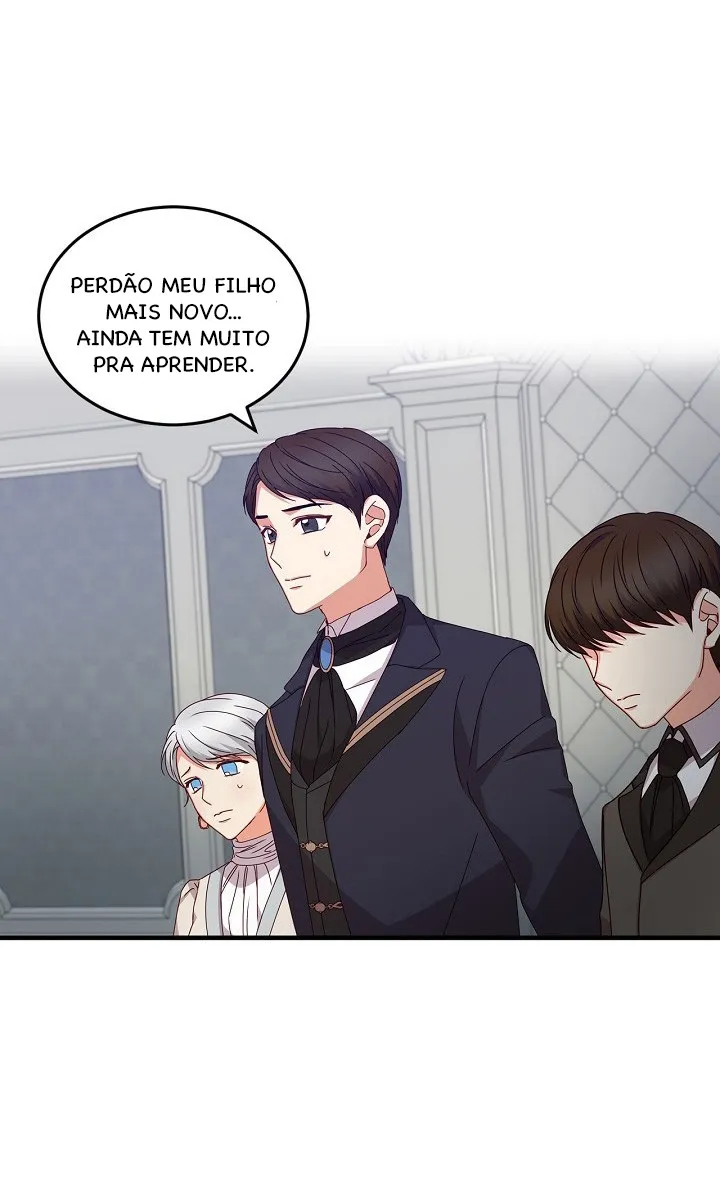 PERDÃO MEU FILHO
MAIS NOVO...
AINDA TEM MUITO
PRA APRENDER.